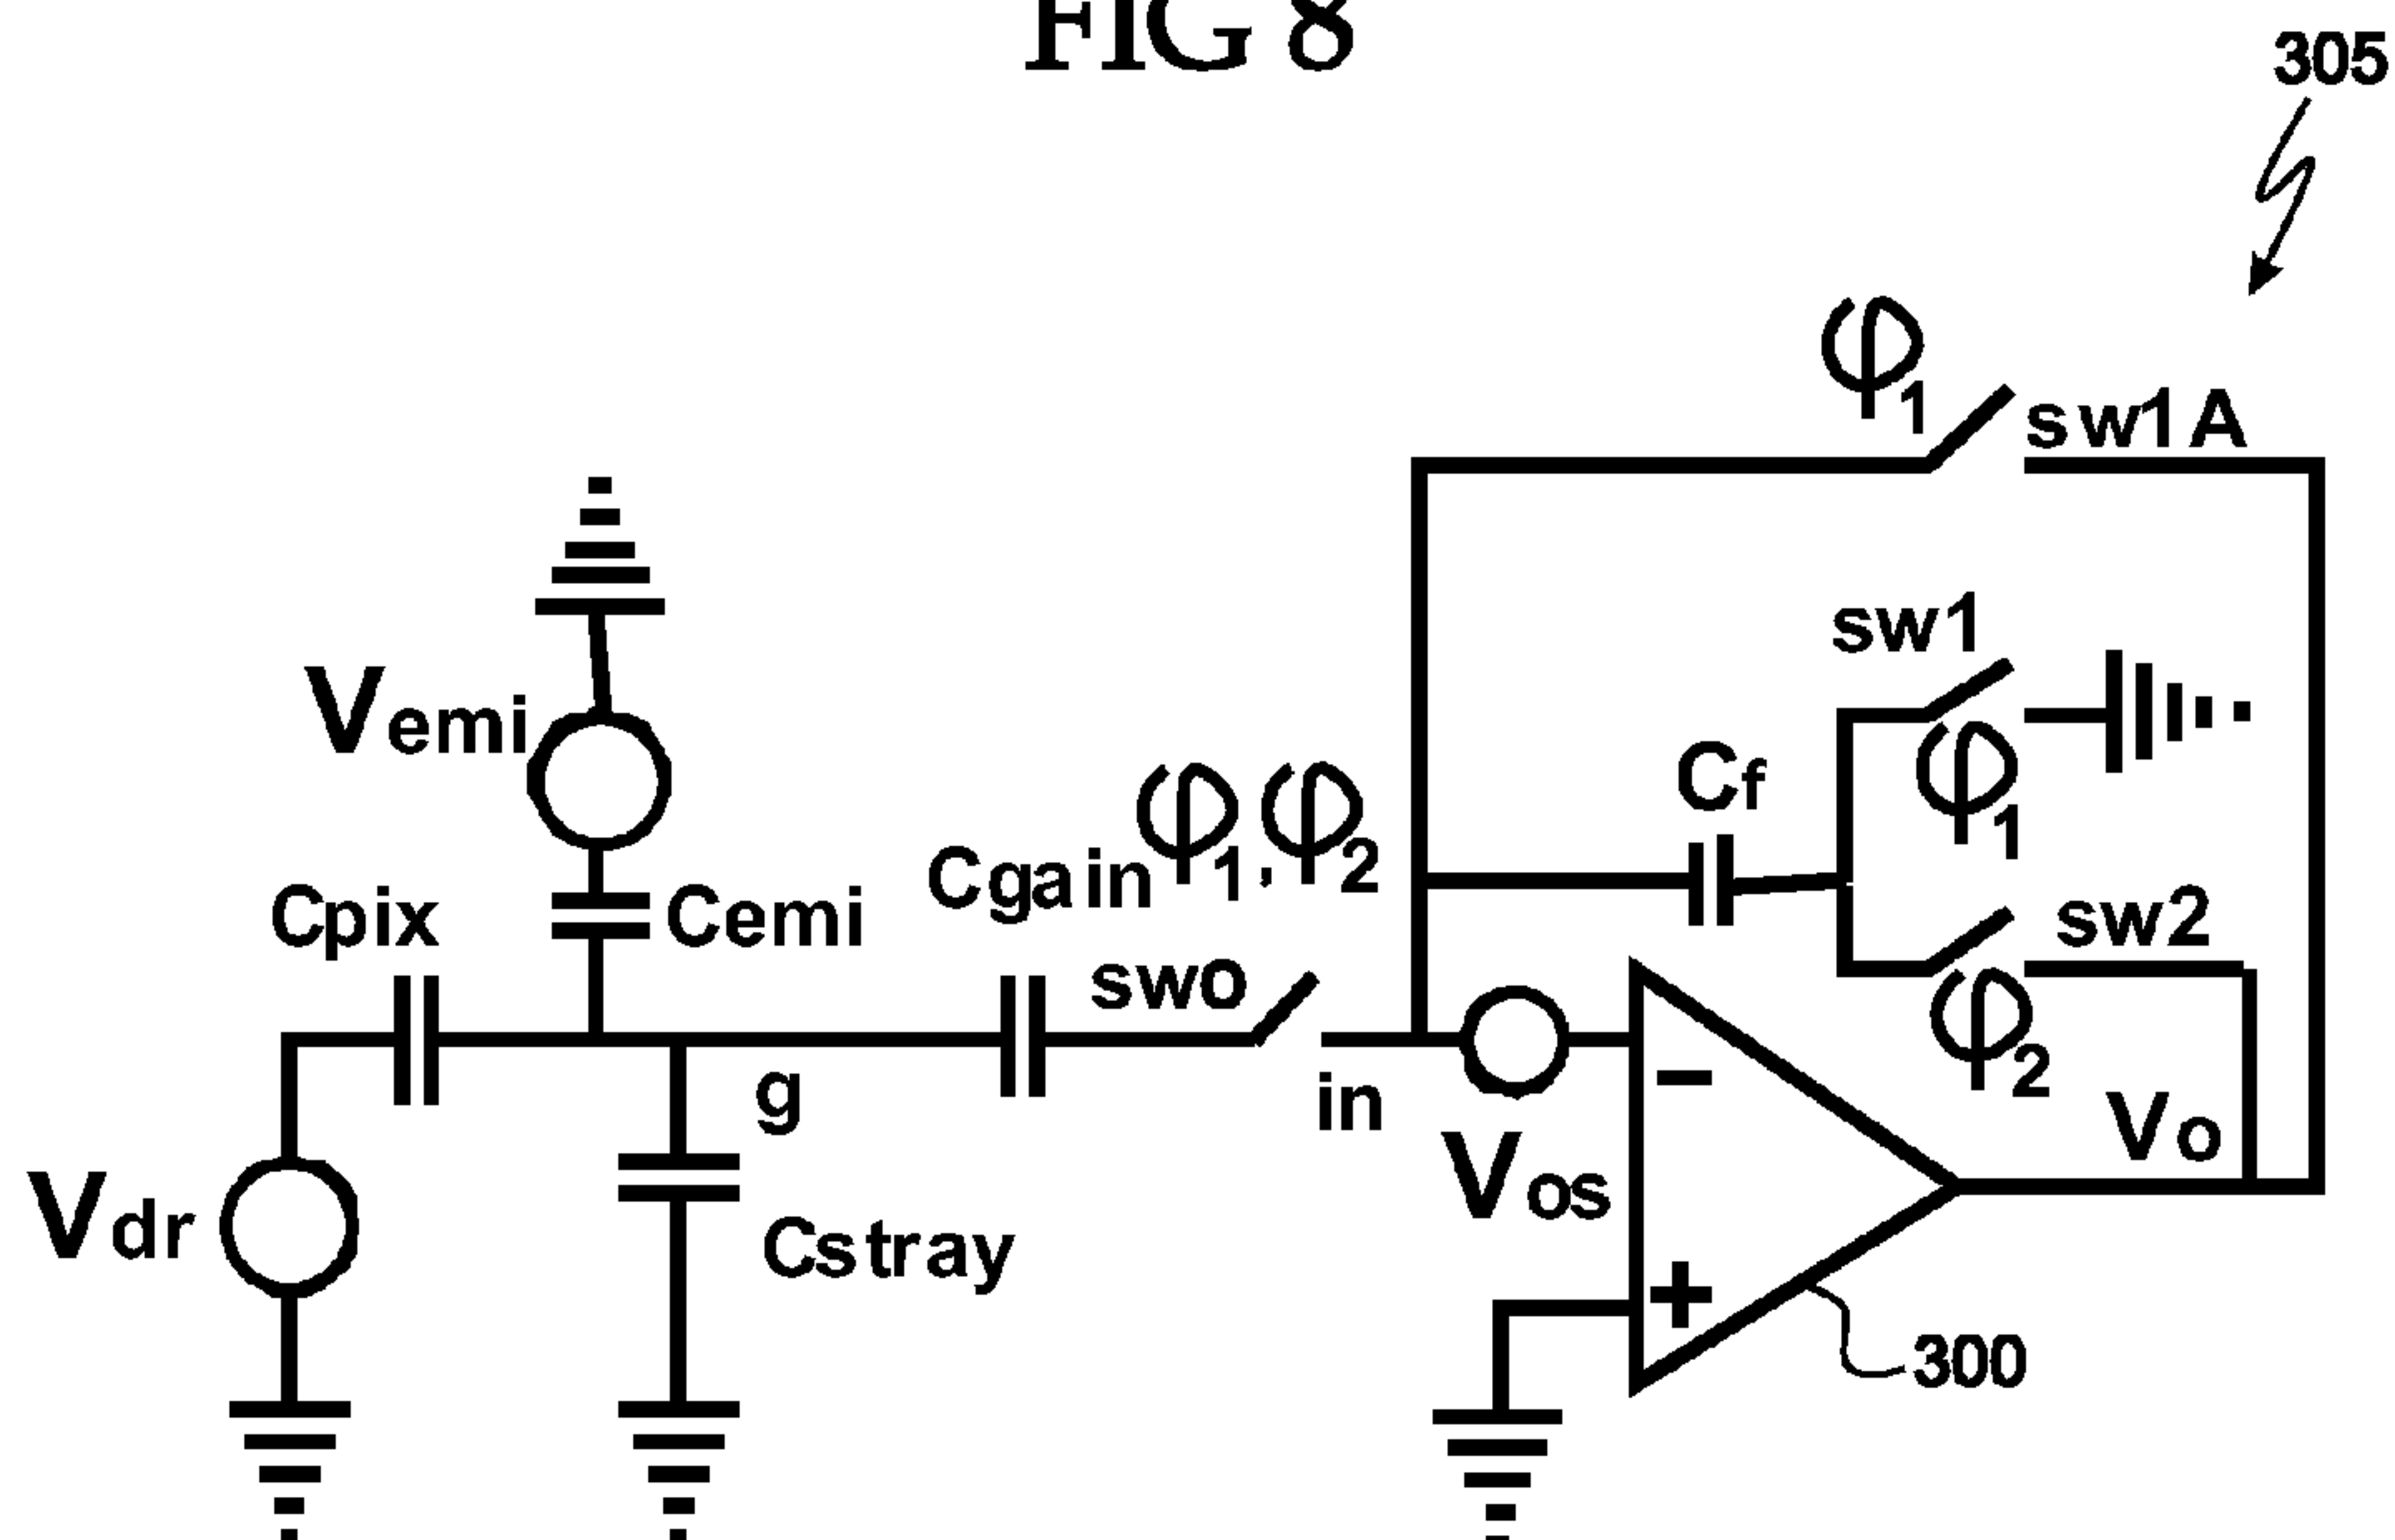 FIG 8
305
φ1
sw1A
sw1
Vemi
φ1
Cf
φ1,φ2
Cgain
Cpix
Cemi
sw2
swo
φ2
g
in
Vo
Vos
Vdr
Cstray
−
+
300